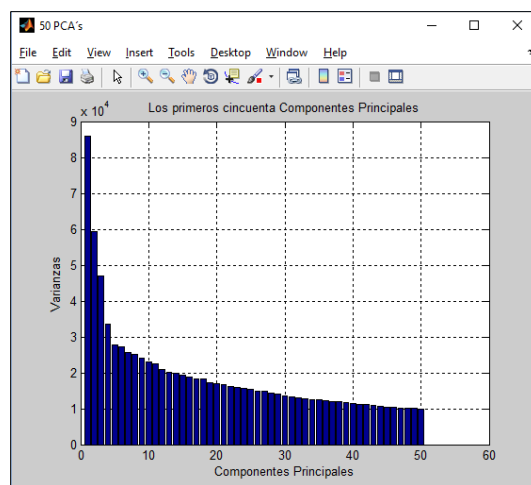 50 PCA's
File Edit View Insert Tools Desktop Window Help
Los primeros cincuenta Componentes Principales
x 10^4
9
8
7
6
5
4
3
2
1
0
Varianzas
0 10 20 30 40 50 60
Componentes Principales